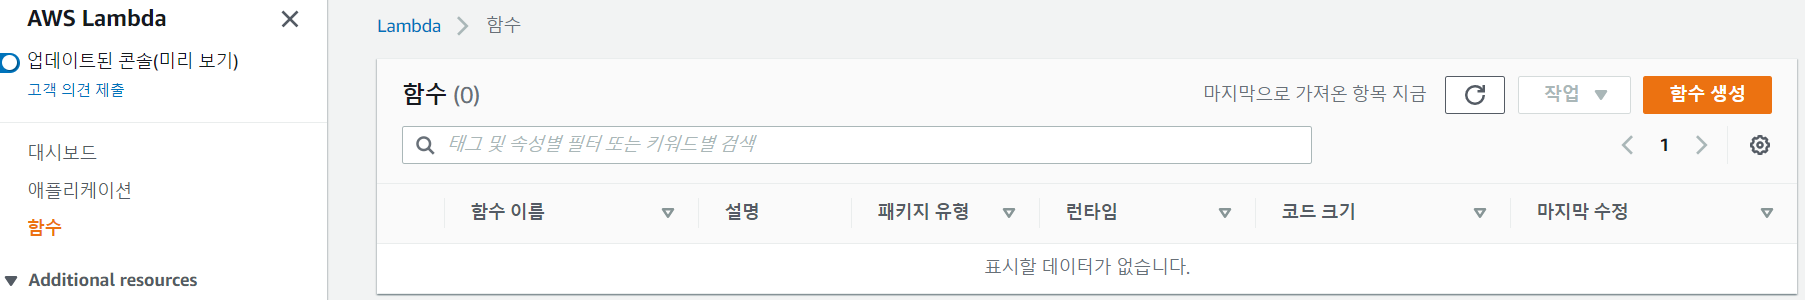 AWS Lambda
업데이트된 콘솔(미리 보기)
고객 의견 제출
대시보드
애플리케이션
함수
Additional resources
Lambda 함수
함수 (0) 마지막으로 가져온 항목 지금 작업 함수 생성
태그 및 속성별 필터 또는 키워드별 검색 1
함수 이름 설명 패키지 유형 런타임 코드 크기 마지막 수정
표시할 데이터가 없습니다.